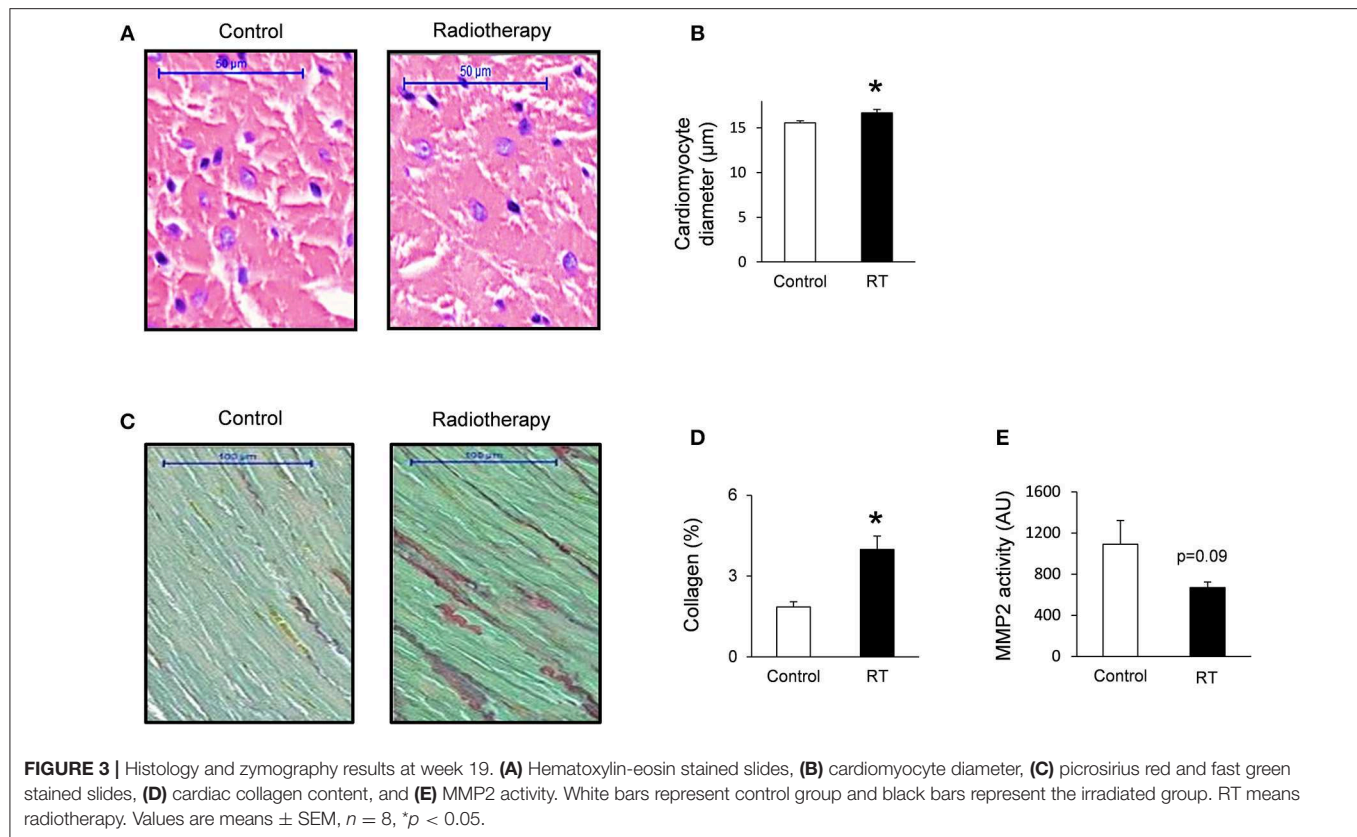 A
Control
Radiotherapy
50 µm
50 µm
B
Cardiomyocyte
diameter (µm)
15
10
5
0
*
Control
RT
C
Control
Radiotherapy
100 µm
100 µm
D
Collagen (%)
6
3
0
*
Control
RT
E
MMP2 activity (AU)
1600
1200
800
400
0
p=0.09
Control
RT
FIGURE 3 | Histology and zymography results at week 19. (A) Hematoxylin-eosin stained slides, (B) cardiomyocyte diameter, (C) picrosirius red and fast green
stained slides, (D) cardiac collagen content, and (E) MMP2 activity. White bars represent control group and black bars represent the irradiated group. RT means
radiotherapy. Values are means ± SEM, n = 8, *p < 0.05.